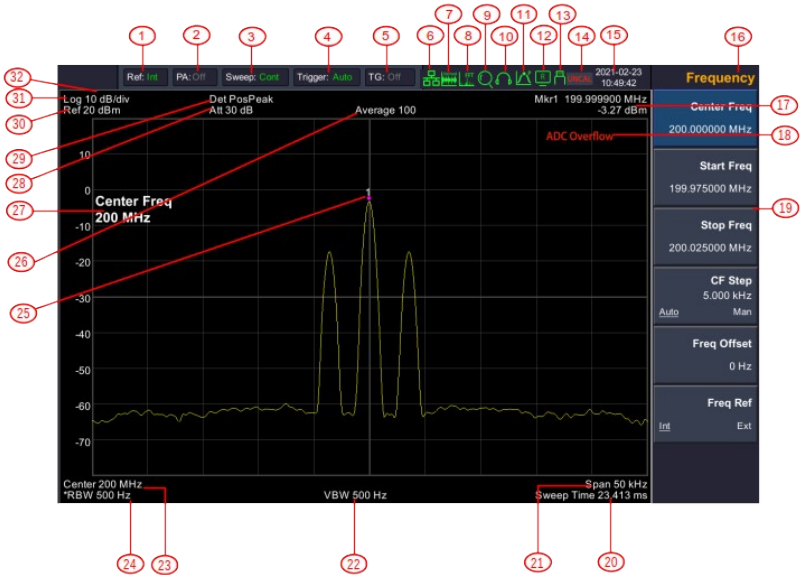 1 2 3 4 5 6 7 8 9 10 11 12 13 14 15 16
32 Ref: Int PA: Off Sweep: Cont Trigger: Auto TG: Off UNCAL 2021-02-23 Frequency
10:49:42
31 Log 10 dB/div Det PosPeak Mkr1 199.999900 MHz 17
30 Ref 20 dBm Att 30 dB Average 100 -3.27 dBm
Center Freq
200.000000 MHz
ADC Overflow 18
29
28
27
26
25
10
0
-10
-20
-30
-40
-50
-60
-70
1
Center Freq
200 MHz
Start Freq
199.975000 MHz
19
Stop Freq
200.025000 MHz
CF Step
5.000 kHz
Auto Man
Freq Offset
0 Hz
Freq Ref
Int Ext
Center 200 MHz Span 50 kHz
*RBW 500 Hz VBW 500 Hz Sweep Time 23.413 ms
24 23 22 21 20